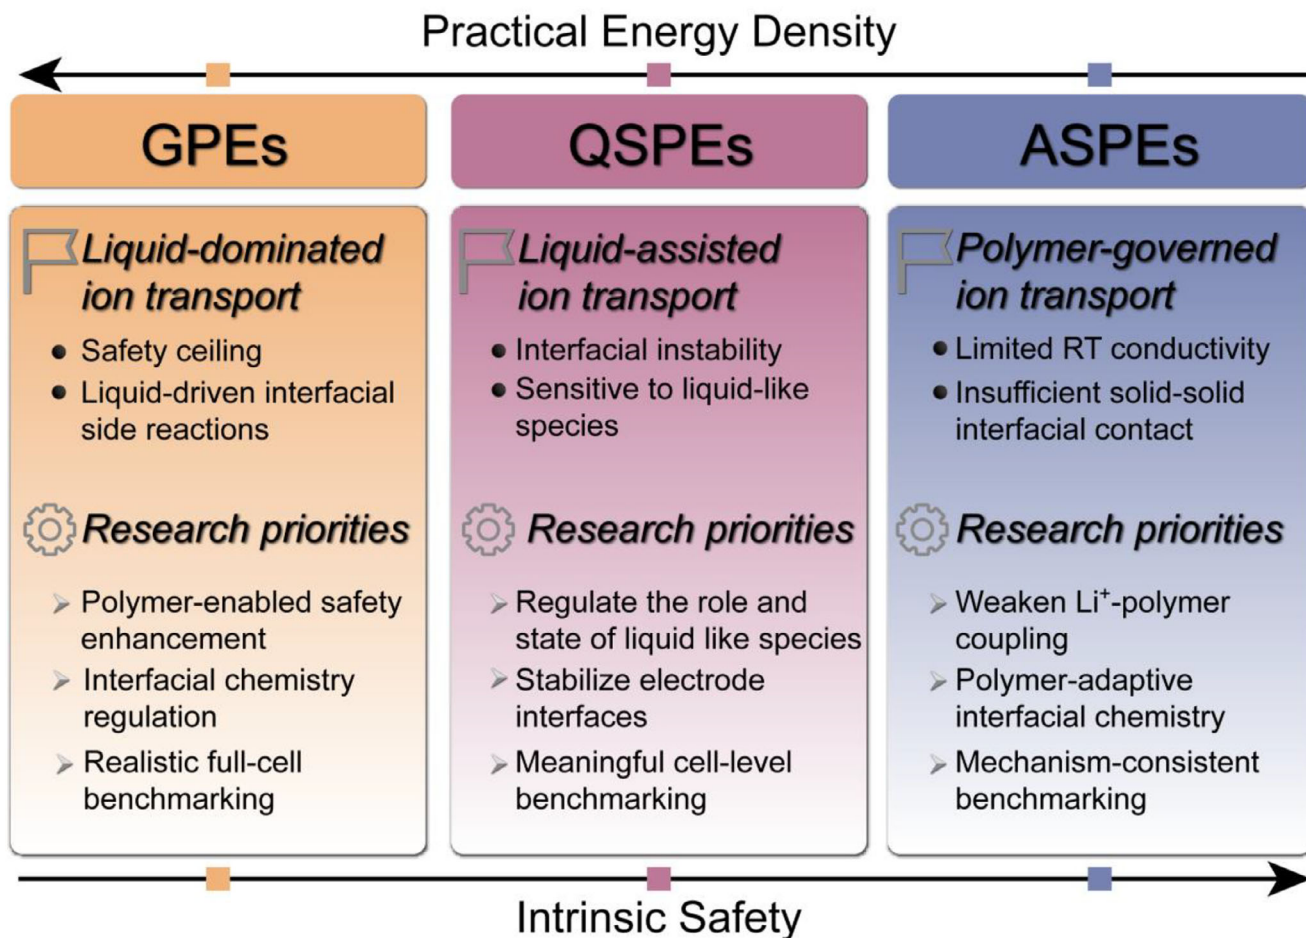 Practical Energy Density
GPEs
Liquid-dominated
ion transport
Safety ceiling
Liquid-driven interfacial
side reactions
Research priorities
Polymer-enabled safety
enhancement
Interfacial chemistry
regulation
Realistic full-cell
benchmarking
QSPEs
Liquid-assisted
ion transport
Interfacial instability
Sensitive to liquid-like
species
Research priorities
Regulate the role and
state of liquid like species
Stabilize electrode
interfaces
Meaningful cell-level
benchmarking
ASPEs
Polymer-governed
ion transport
Limited RT conductivity
Insufficient solid-solid
interfacial contact
Research priorities
Weaken Li⁺-polymer
coupling
Polymer-adaptive
interfacial chemistry
Mechanism-consistent
benchmarking
Intrinsic Safety